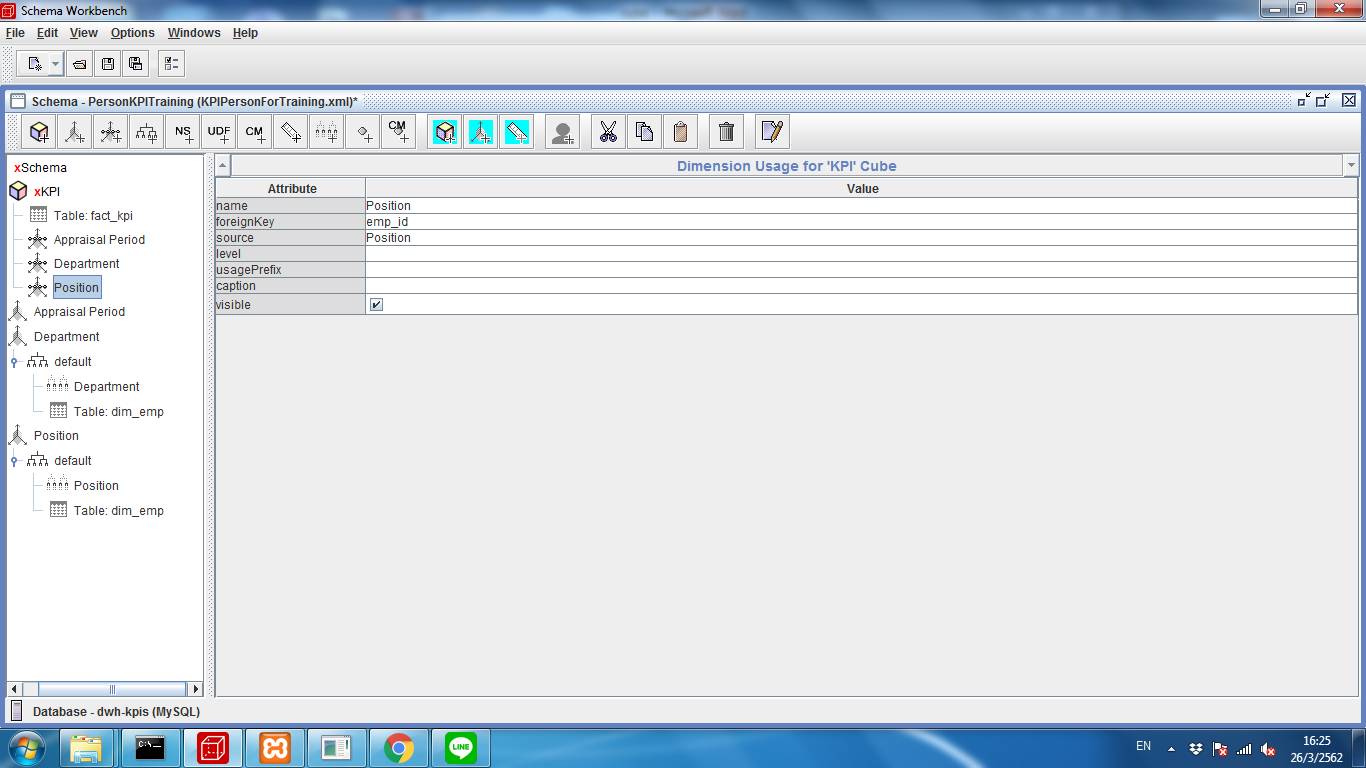 Schema Workbench
File Edit View Options Windows Help
Schema - PersonKPITraining (KPIPersonForTraining.xml)*
NS UDF CM CM
xSchema
xKPI
Table: fact_kpi
Appraisal Period
Department
Position
Appraisal Period
Department
default
Department
Table: dim_emp
Position
default
Position
Table: dim_emp
Dimension Usage for 'KPI' Cube
Attribute Value
name Position
foreignKey emp_id
source Position
level
usagePrefix
caption
visible
Database - dwh-kpis (MySQL)
C:\
LINE
EN
16:25
26/3/2562